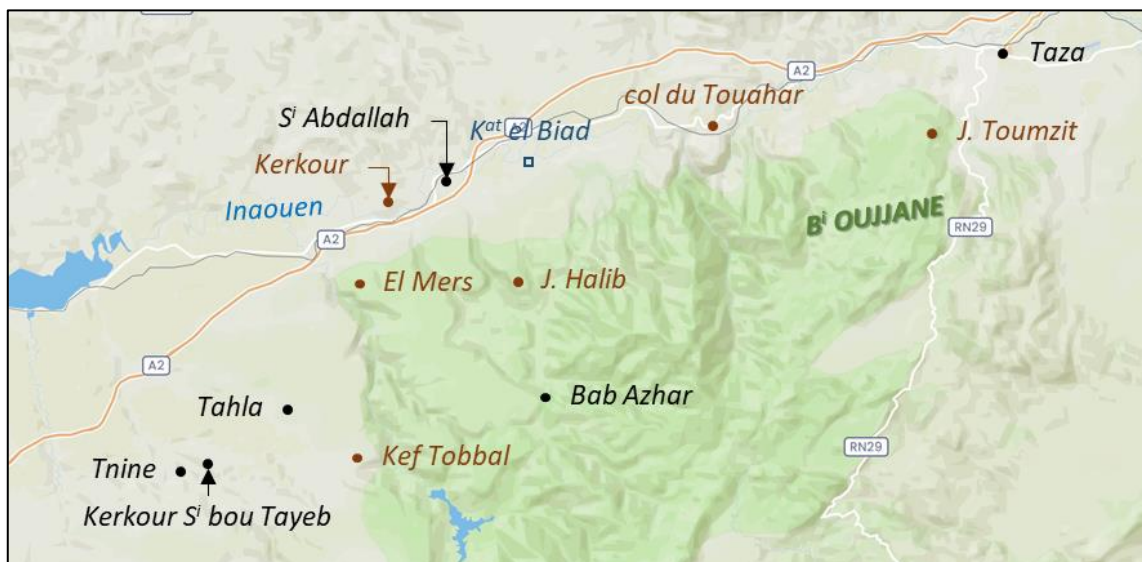 Taza
A2
col du Touahar
Sⁱ Abdallah
A2
Kᵃᵗ el Biad
J. Toumzit
Kerkour
Inaouen
Bⁱ OUJJANE
RN29
A2
El Mers
J. Halib
A2
Tahla
Bab Azhar
Kef Tobbal
RN29
Tnine
Kerkour Sⁱ bou Tayeb